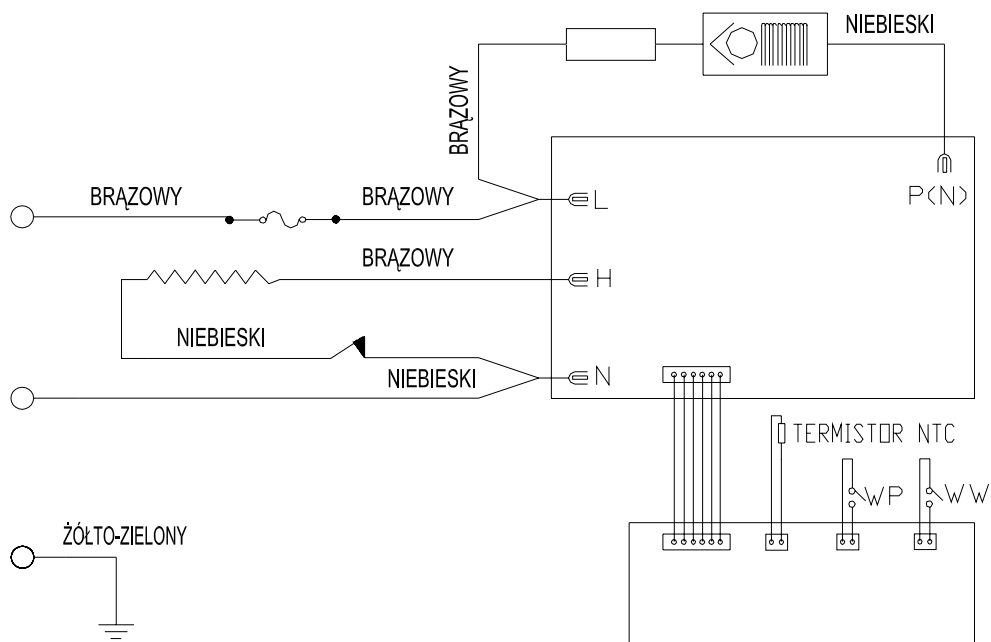 NIEBIESKI
BRĄZOWY
BRĄZOWY
BRĄZOWY
L
P(N)
BRĄZOWY
H
NIEBIESKI
NIEBIESKI
N
TERMISTOR NTC
WP
WW
ŻÓŁTO-ZIELONY